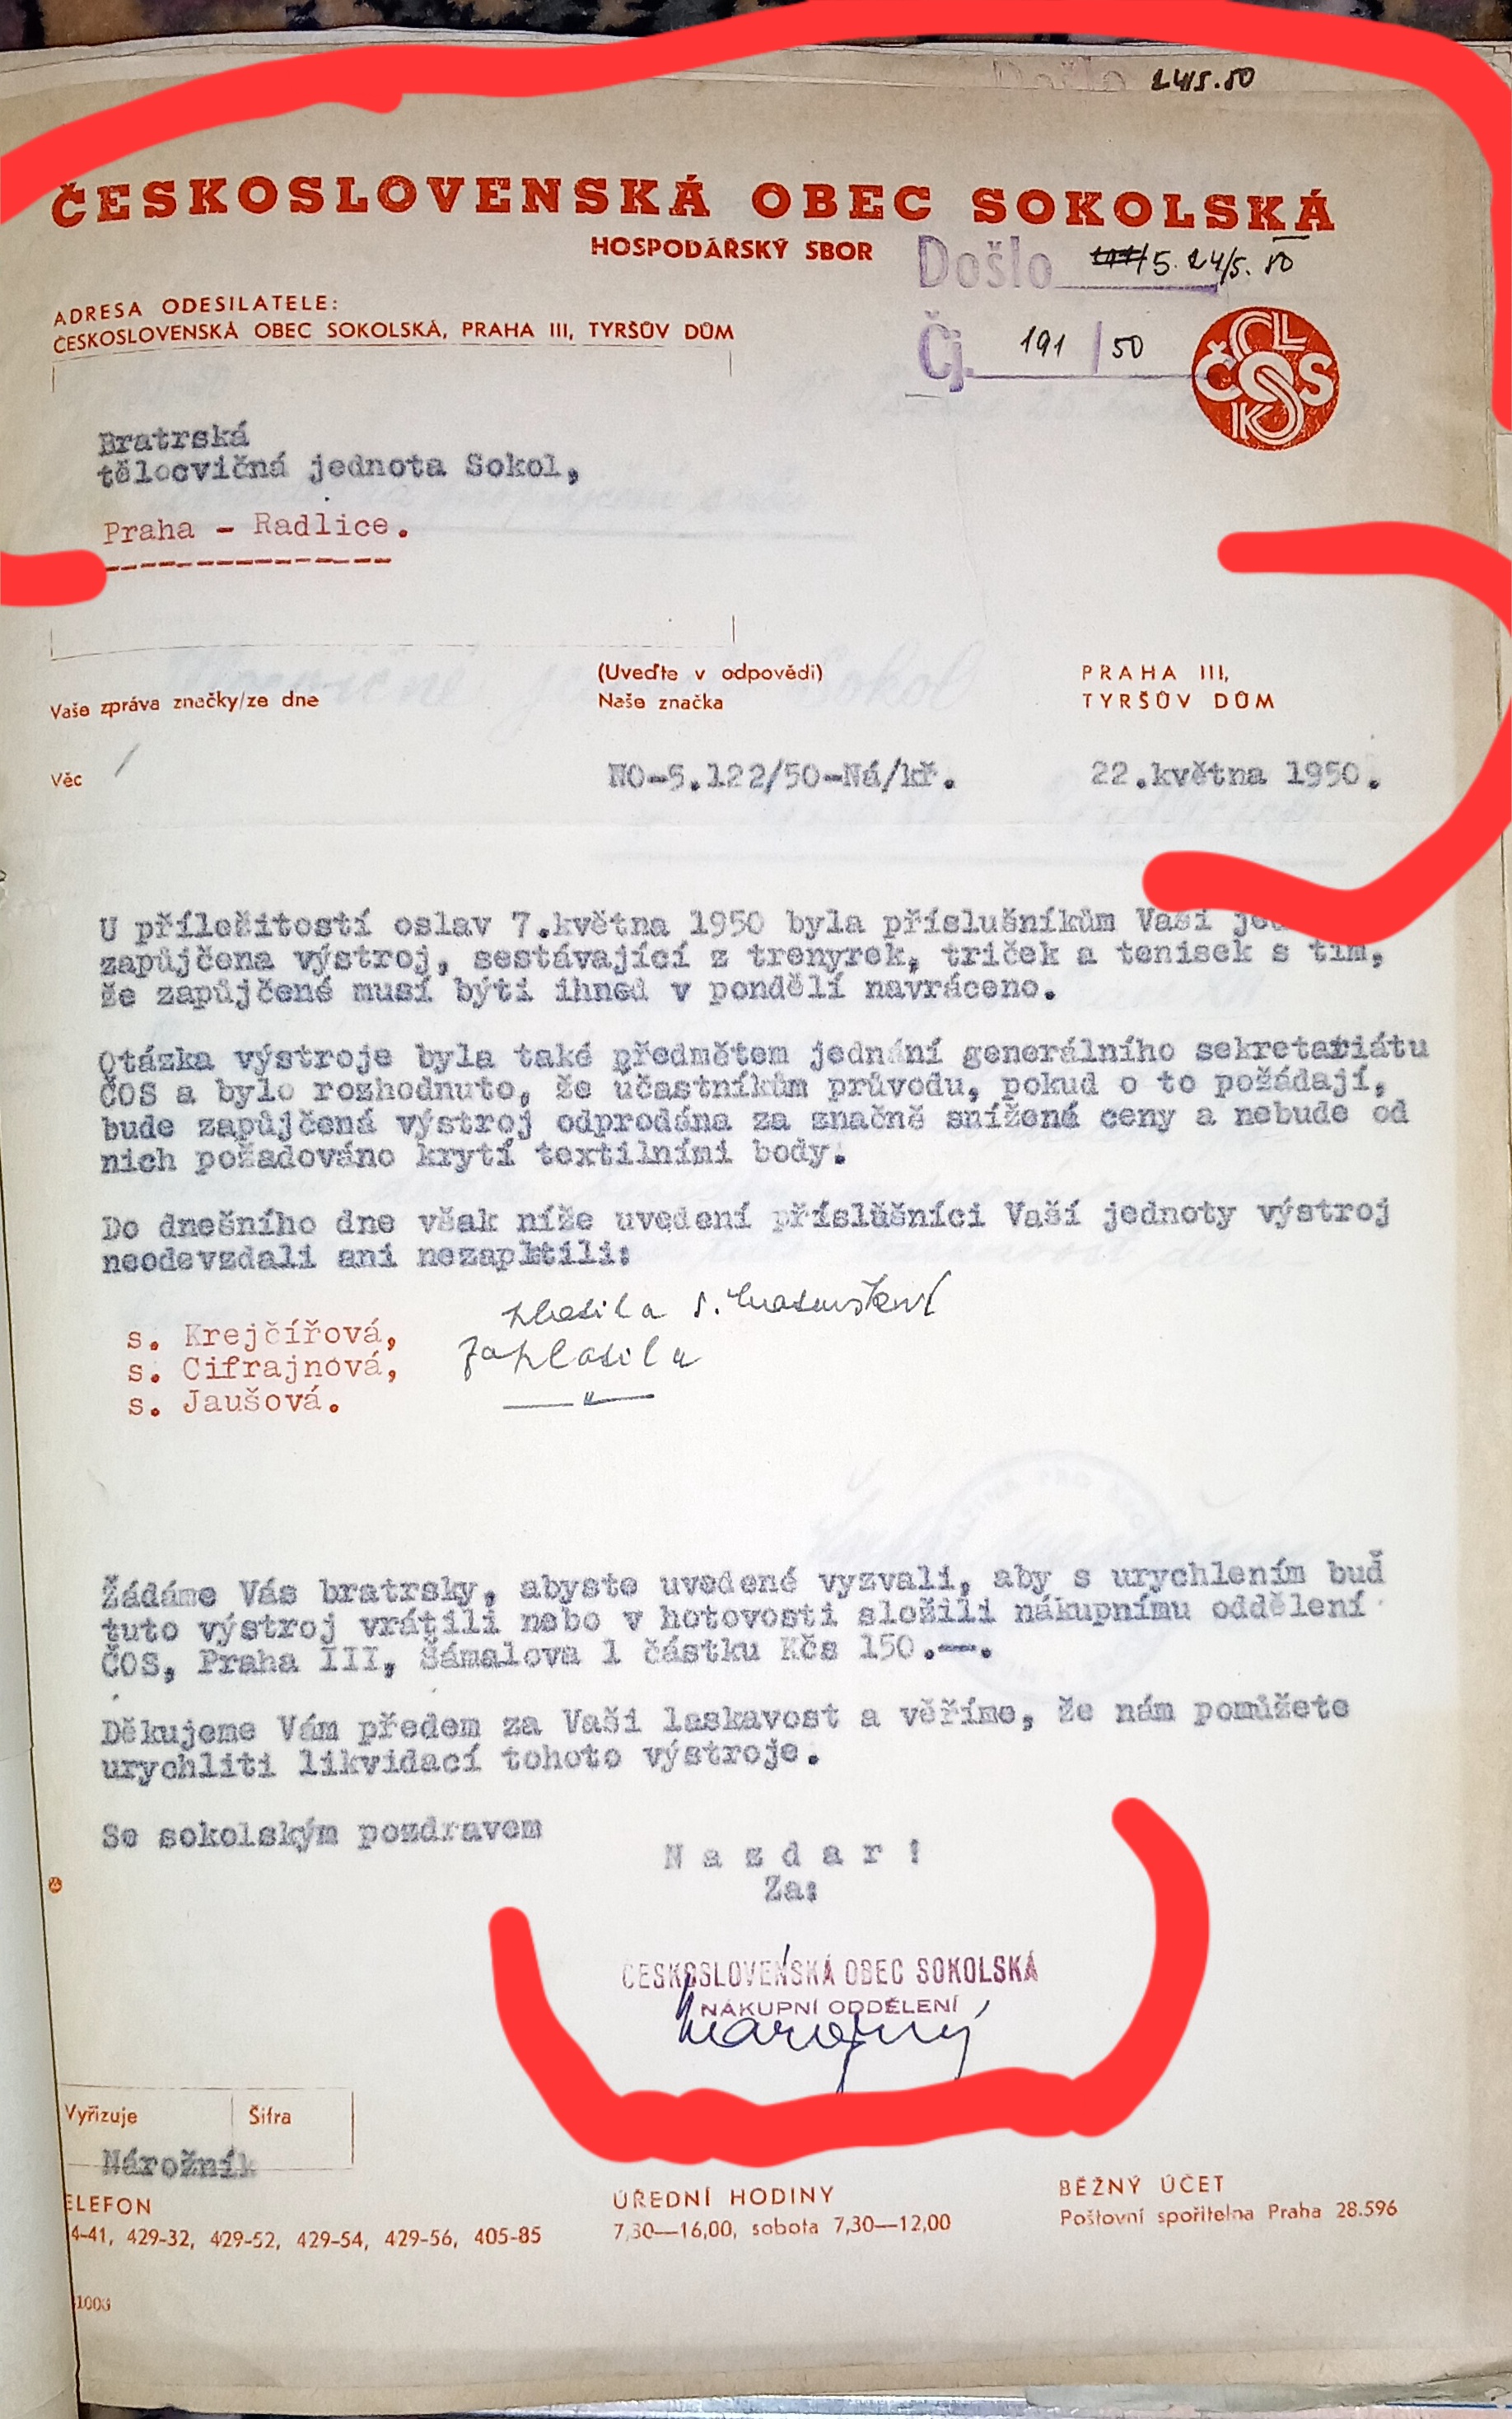 Došlo 24/5.50
ČESKOSLOVENSKÁ OBEC SOKOLSKÁ
HOSPODÁŘSKÝ SBOR
Došlo 5. 24/5. 50
ADRESA ODESILATELE:
ČESKOSLOVENSKÁ OBEC SOKOLSKÁ, PRAHA III, TYRŠŮV DŮM
Čj. 191/50
ČOS
Bratrská
tělocvičná jednota Sokol,
Praha - Radlice.
(Uveďte v odpovědi)
PRAHA III,
Vaše zpráva značky/ze dne
Naše značka
TYRŠŮV DŮM
Věc
NO-5.122/50-Ná/kř.
22.května 1950.
U příležitostí oslav 7.května 1950 byla příslušníkům Vaší
zapůjčena výstroj, sestávající z trenyrek, triček a tenisek s tím,
že zapůjčené musí býti ihned v pondělí navráceno.
Otázka výstroje byla také předmětem jednání generálního sekretariátu
ČOS a bylo rozhodnuto, že účastníkům průvodu, pokud o to požádají,
bude zapůjčená výstroj odprodána za značně snížené ceny a nebude od
nich požadováno krytí textilními body.
Do dnešního dne však níže uvedení příslušníci Vaší jednoty výstroj
neodevzdali ani nezaplatili:
s. Krejčířová,
s. Cifrajnová, zaplatila
s. Jaušová. —"—
Žádáme Vás bratrsky, abyste uvedené vyzvali, aby s urychlením buď
tuto výstroj vrátili nebo v hotovosti složili nákupnímu oddělení
ČOS, Praha III, Šámalova 1 částku Kčs 150.—.
Děkujeme Vám předem za Vaši laskavost a věříme, že nám pomůžete
urychliti likvidací tohoto výstroje.
Se sokolským pozdravem
Nazdar!
Za:
ČESKOSLOVENSKÁ OBEC SOKOLSKÁ
NÁKUPNÍ ODDĚLENÍ
Vyřizuje
Šifra
Nárožník
ELEFON
ÚŘEDNÍ HODINY
BĚŽNÝ ÚČET
4-41, 429-32, 429-52, 429-54, 429-56, 405-85
7,30—16,00, sobota 7,30—12,00
Poštovní spořitelna Praha 28.596
1003